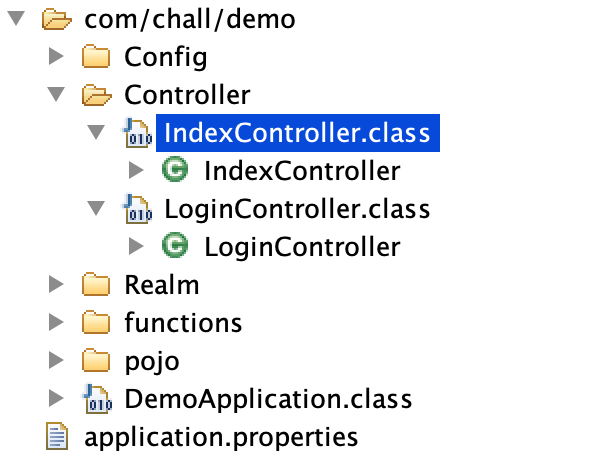 com/chall/demo
Config
Controller
IndexController.class
IndexController
LoginController.class
LoginController
Realm
functions
pojo
DemoApplication.class
application.properties